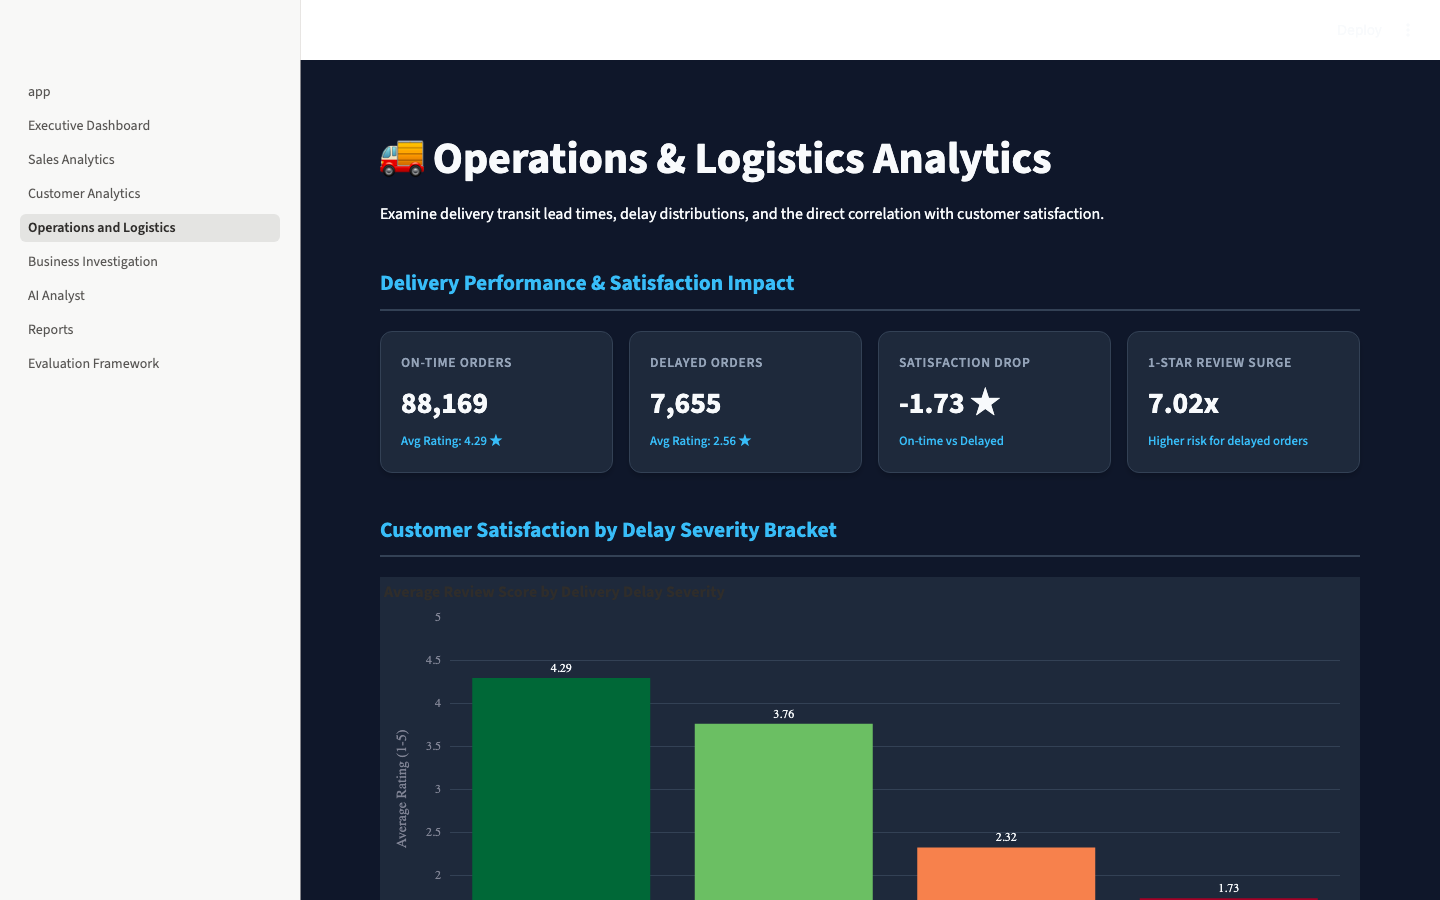 Deploy
app
Executive Dashboard
Sales Analytics
Customer Analytics
Operations and Logistics
Business Investigation
AI Analyst
Reports
Evaluation Framework
🚚 Operations & Logistics Analytics
Examine delivery transit lead times, delay distributions, and the direct correlation with customer satisfaction.
Delivery Performance & Satisfaction Impact
ON-TIME ORDERS
88,169
Avg Rating: 4.29 ★
DELAYED ORDERS
7,655
Avg Rating: 2.56 ★
SATISFACTION DROP
-1.73 ★
On-time vs Delayed
1-STAR REVIEW SURGE
7.02x
Higher risk for delayed orders
Customer Satisfaction by Delay Severity Bracket
Average Review Score by Delivery Delay Severity
5
4.5
4
3.5
3
2.5
2
Average Rating (1-5)
4.29
3.76
2.32
1.73